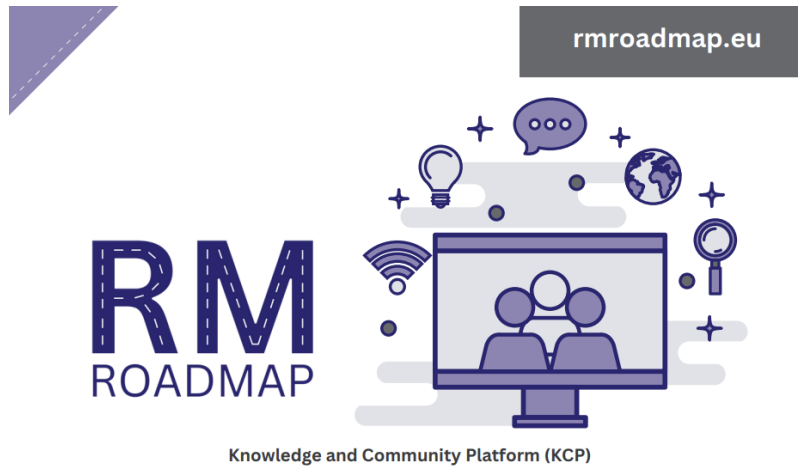 rmroadmap.eu
RM
ROADMAP
Knowledge and Community Platform (KCP)